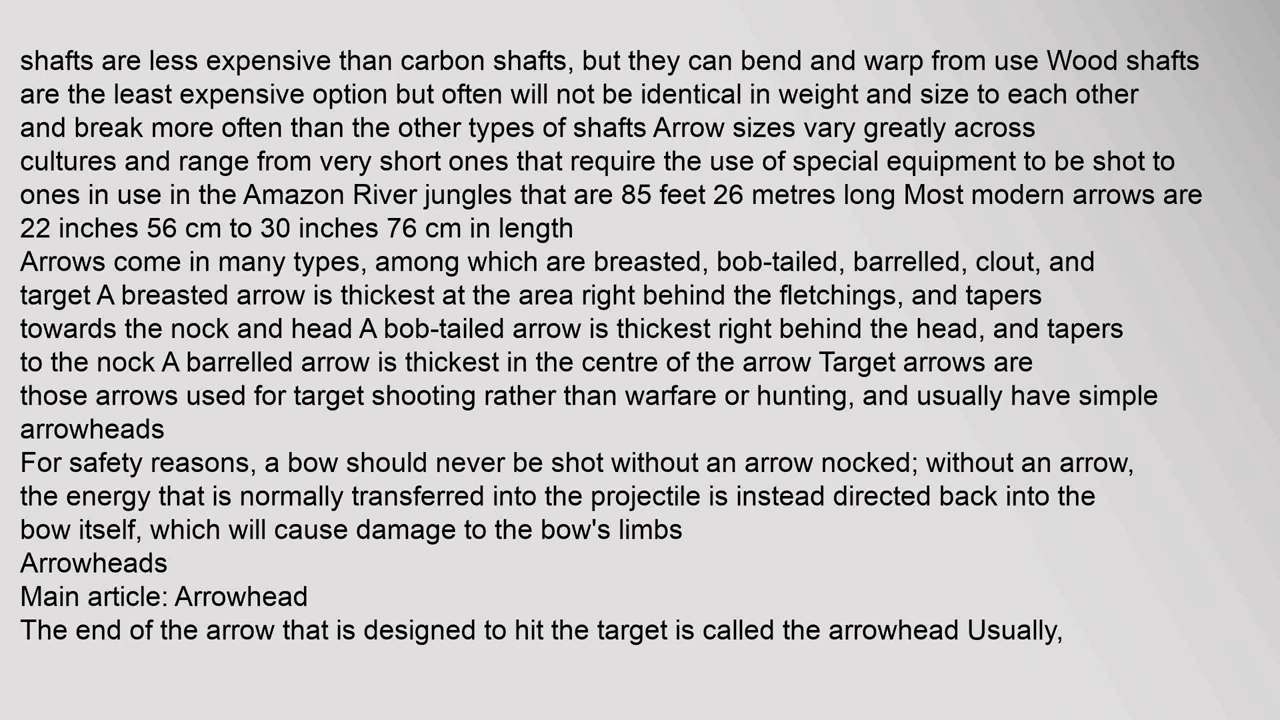 shafts are less expensive than carbon shafts, but they can bend and warp from use Wood shafts
are the least expensive option but often will not be identical in weight and size to each other
and break more often than the other types of shafts Arrow sizes vary greatly across
cultures and range from very short ones that require the use of special equipment to be shot to
ones in use in the Amazon River jungles that are 85 feet 26 metres long Most modern arrows are
22 inches 56 cm to 30 inches 76 cm in length
Arrows come in many types, among which are breasted, bob-tailed, barrelled, clout, and
target A breasted arrow is thickest at the area right behind the fletchings, and tapers
towards the nock and head A bob-tailed arrow is thickest right behind the head, and tapers
to the nock A barrelled arrow is thickest in the centre of the arrow Target arrows are
those arrows used for target shooting rather than warfare or hunting, and usually have simple
arrowheads
For safety reasons, a bow should never be shot without an arrow nocked; without an arrow,
the energy that is normally transferred into the projectile is instead directed back into the
bow itself, which will cause damage to the bow's limbs
Arrowheads
Main article: Arrowhead
The end of the arrow that is designed to hit the target is called the arrowhead Usually,